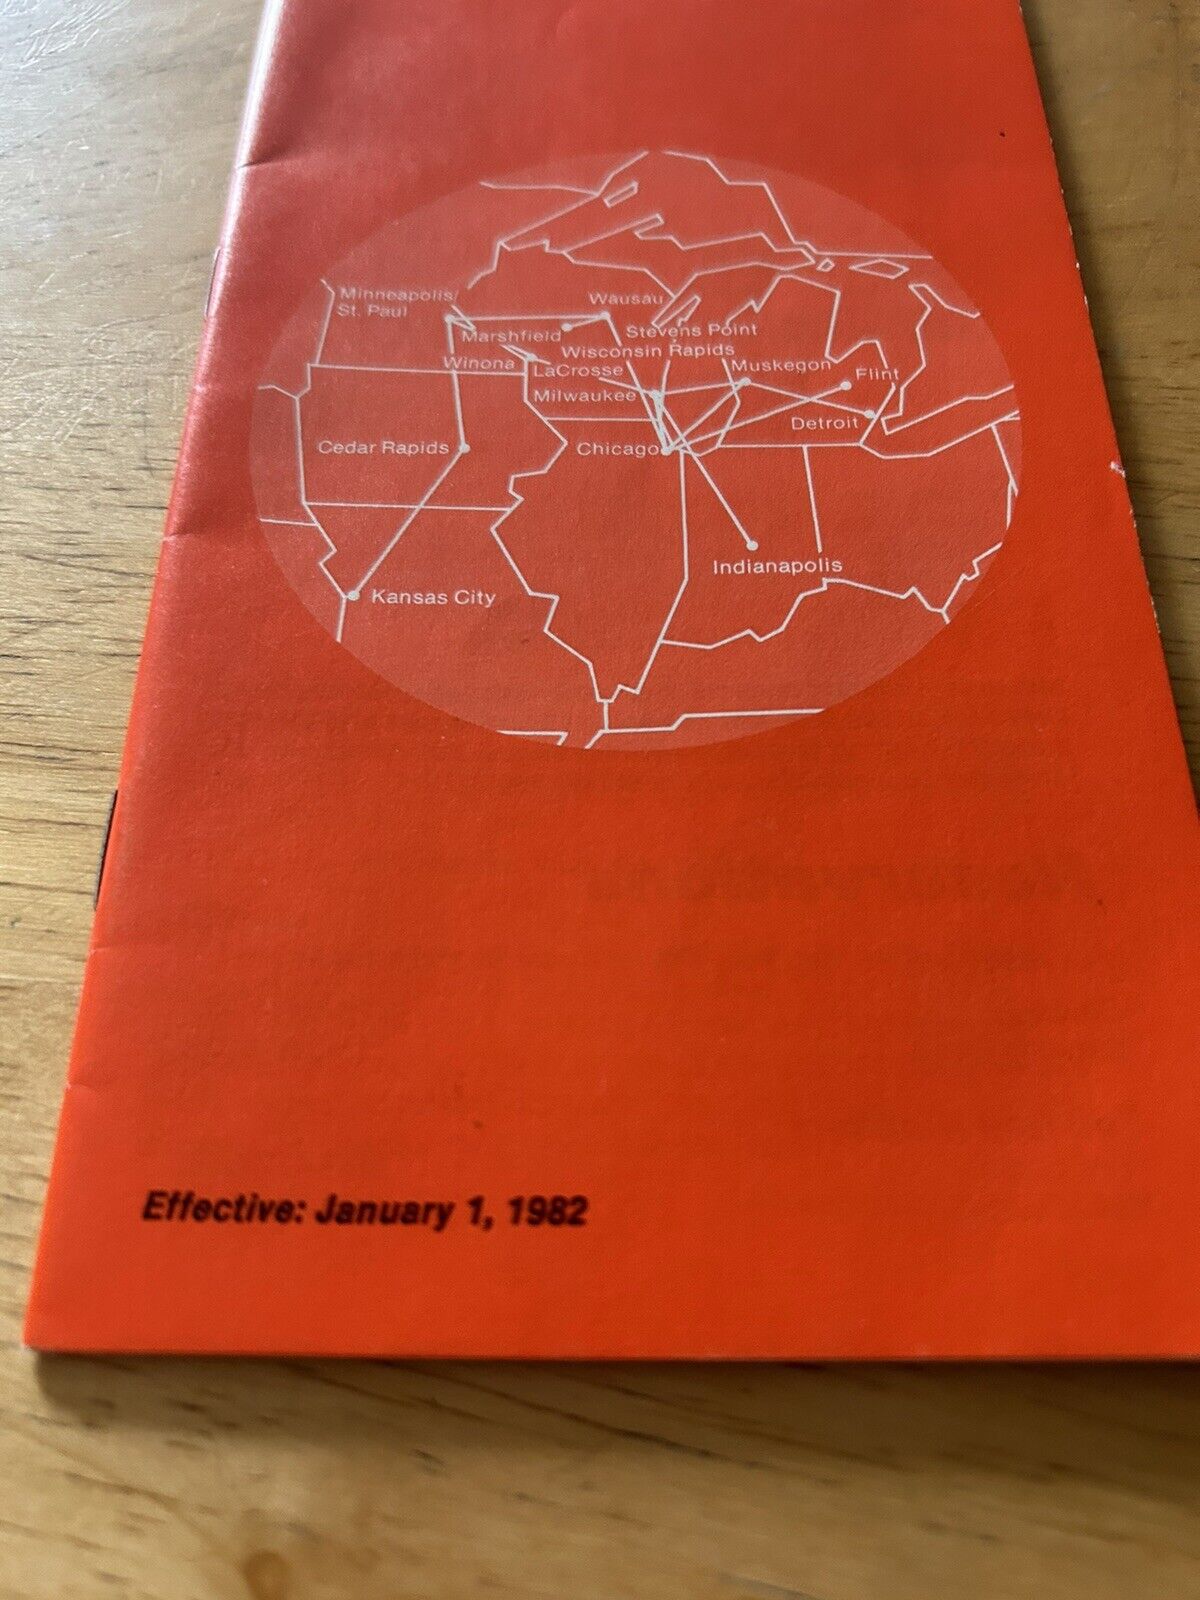 Minneapolis/
St. Paul
Wausau
Marshfield
Stevens Point
Wisconsin Rapids
Winona
LaCrosse
Muskegon
Flint
Milwaukee
Detroit
Cedar Rapids
Chicago
Indianapolis
Kansas City
Effective: January 1, 1982